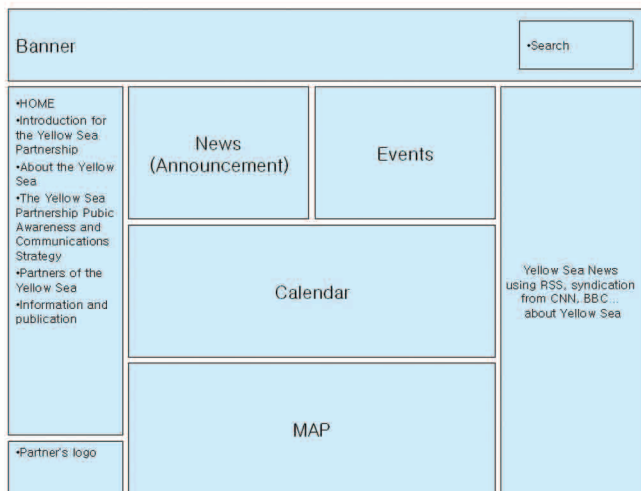 Banner
•Search
•HOME
•Introduction for
the Yellow Sea
Partnership
•About the Yellow
Sea
•The Yellow Sea
Partnership Pubic
Awareness and
Communications
Strategy
•Partners of the
Yellow Sea
•Information and
publication
•Partner's logo
News
(Announcement)
Events
Calendar
MAP
Yellow Sea News
using RSS, syndication
from CNN, BBC...
about Yellow Sea